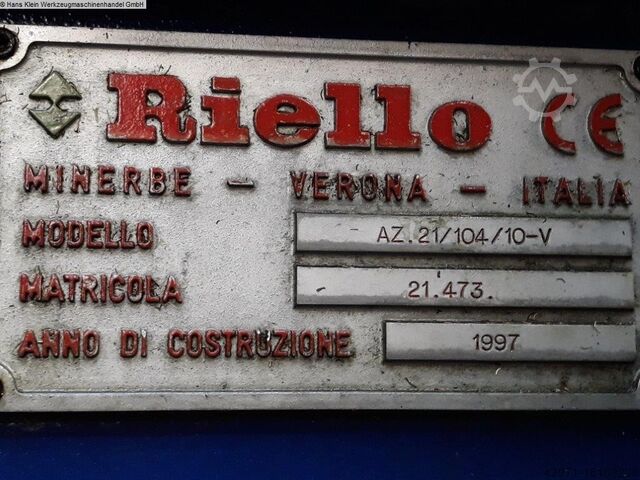 © Hans Klein Werkzeugmaschinenhandel GmbH
Riello CE
MINERBE - VERONA - ITALIA
MODELLO AZ.21/104/10-V
MATRICOLA 21.473.
ANNO DI COSTRUZIONE 1997